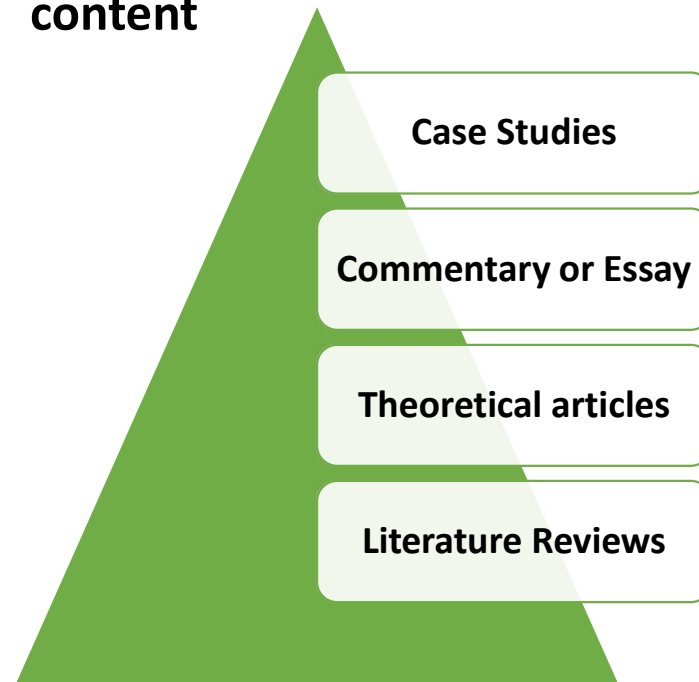 content
Case Studies
Commentary or Essay
Theoretical articles
Literature Reviews